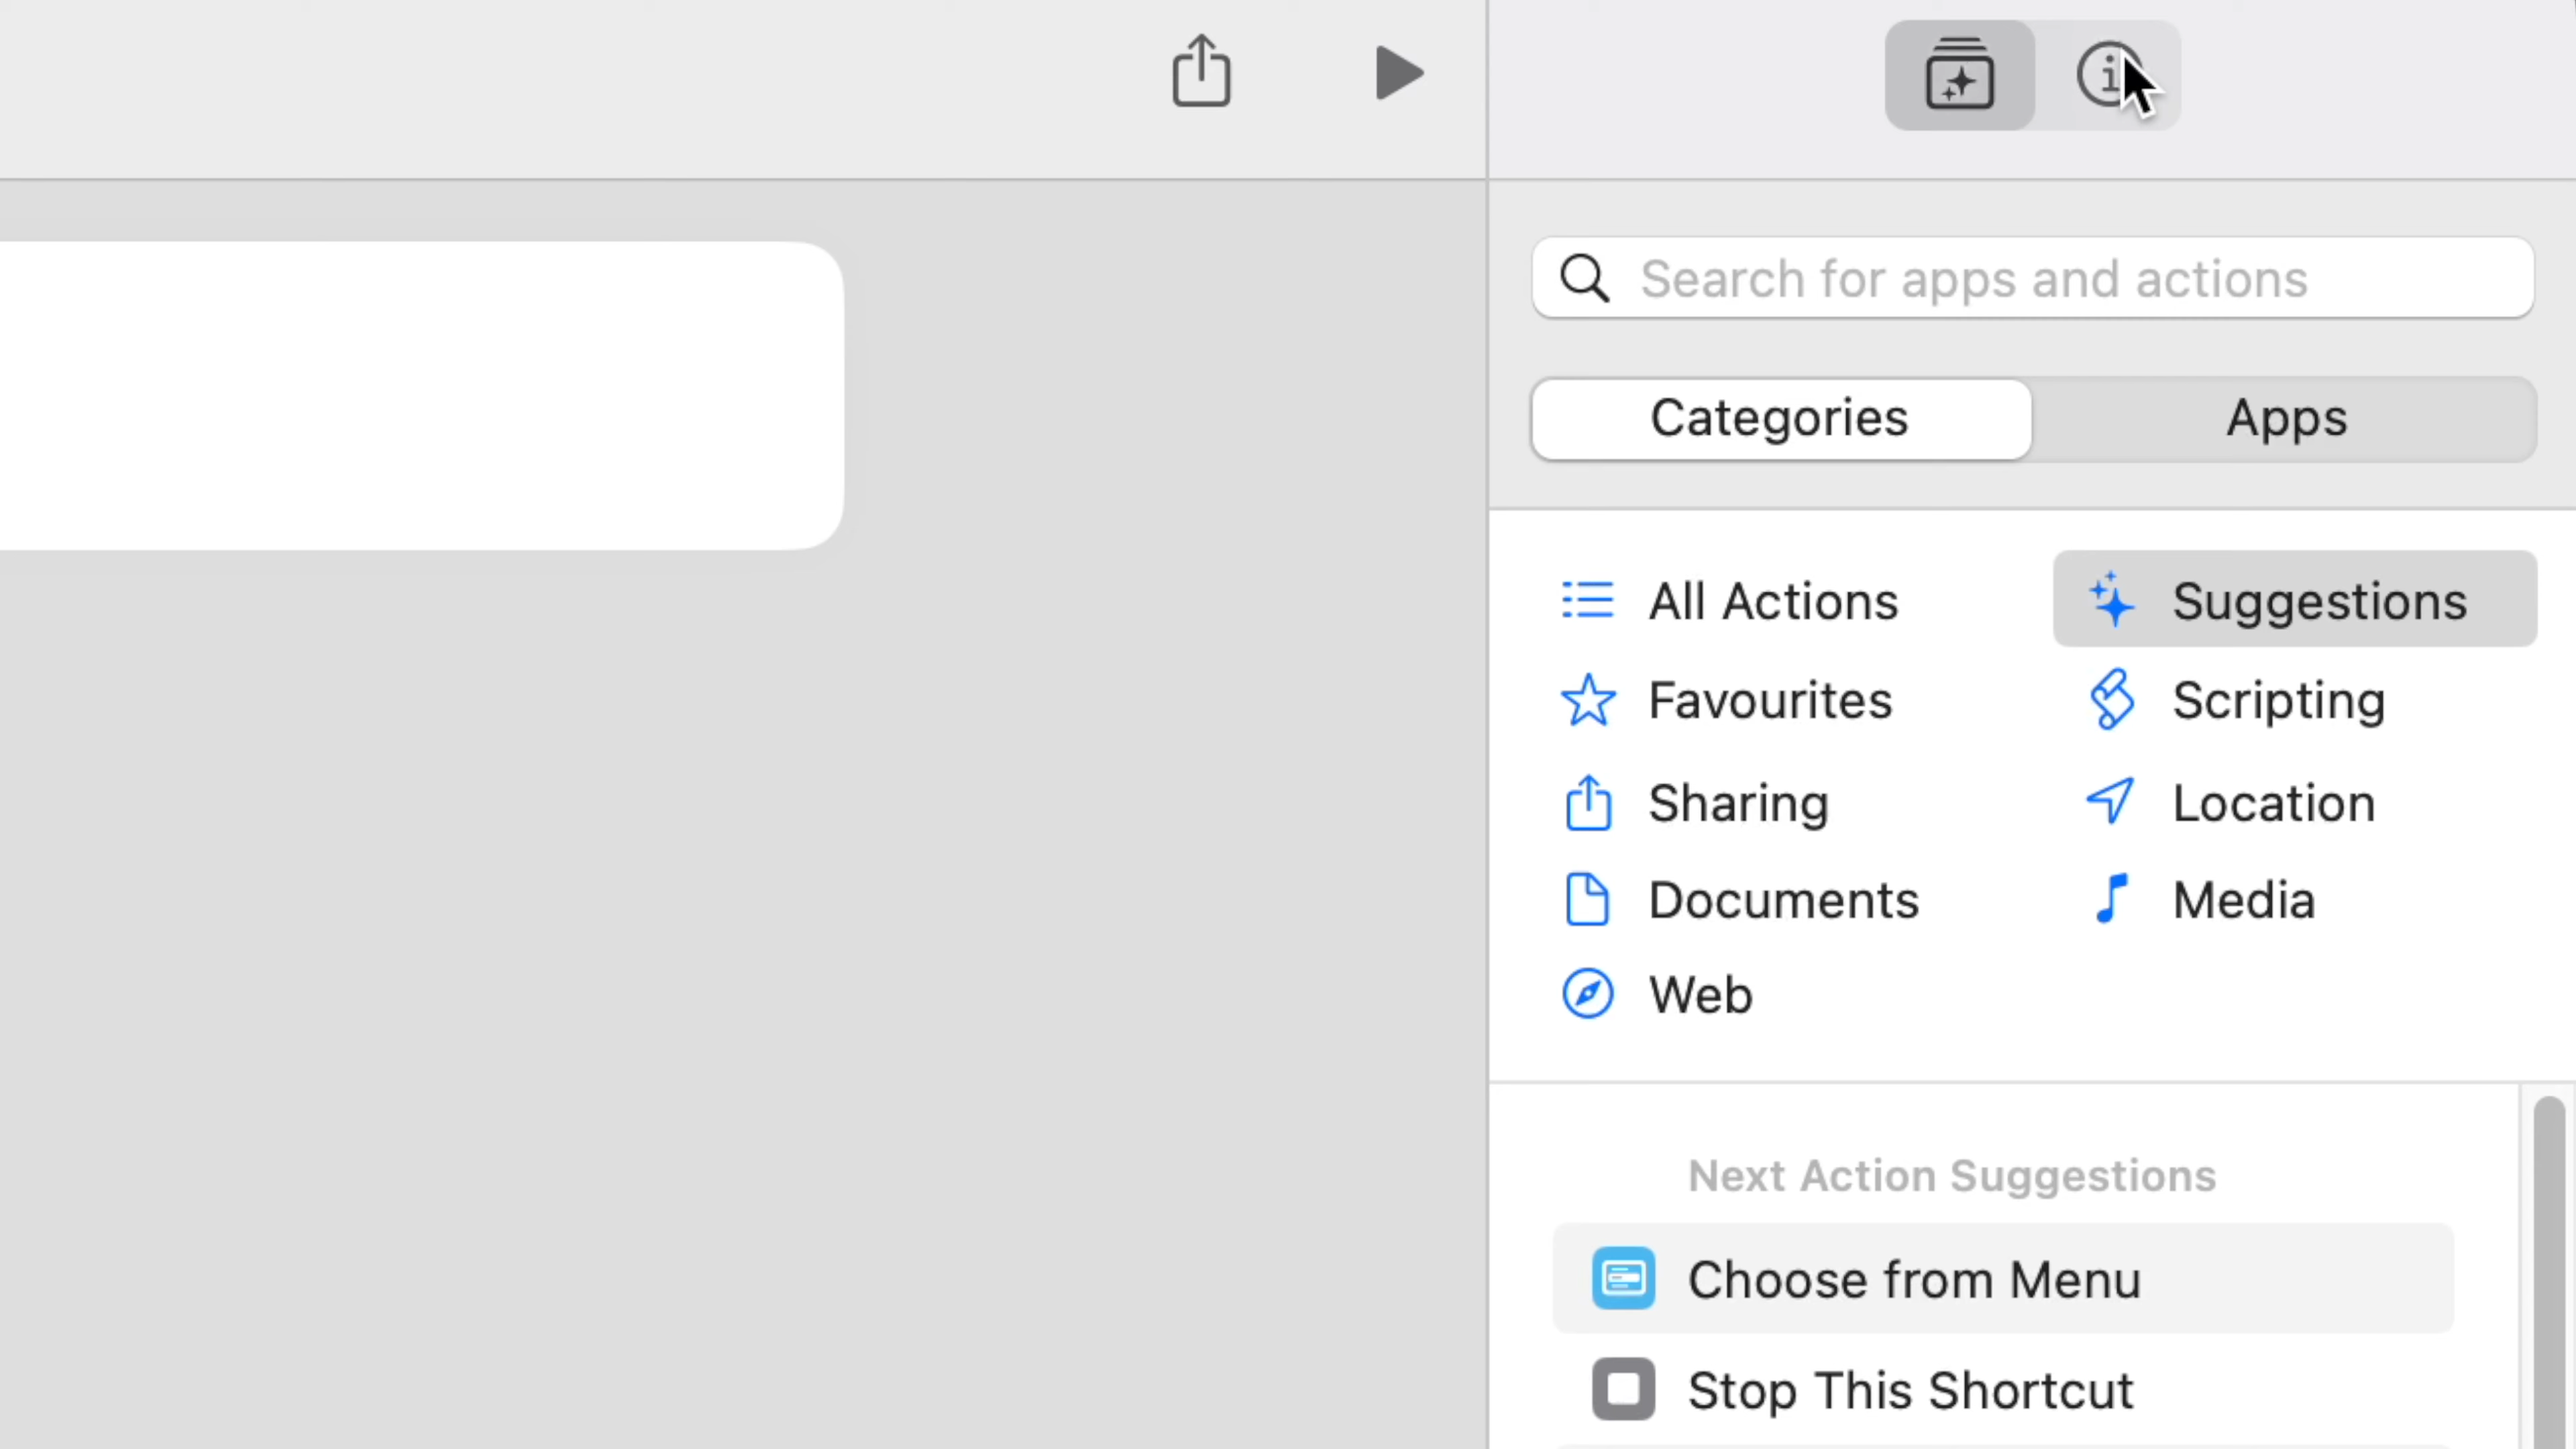 Search for apps and actions
Categories
Apps
All Actions
Suggestions
Favourites
Scripting
Sharing
Location
Documents
Media
Web
Next Action Suggestions
Choose from Menu
Stop This Shortcut